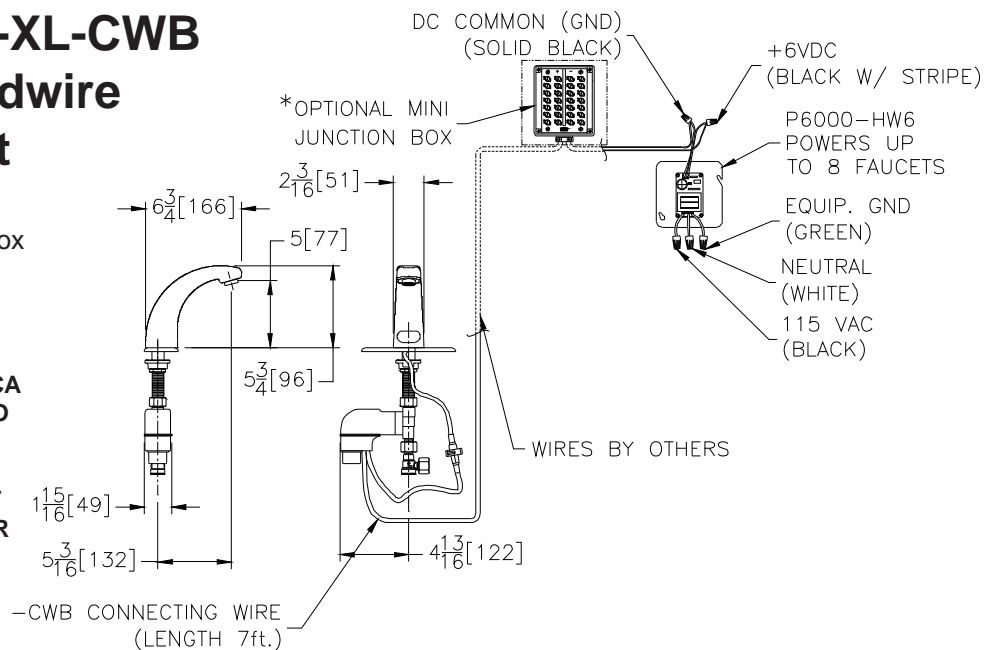 -XL-CWB
dwire
t
OX
CA
O
R
DC COMMON (GND)
(SOLID BLACK)
+6VDC
(BLACK W/ STRIPE)
*OPTIONAL MINI
JUNCTION BOX
P6000-HW6
POWERS UP
TO 8 FAUCETS
EQUIP. GND
(GREEN)
NEUTRAL
(WHITE)
115 VAC
(BLACK)
2 3/16 [51]
6 3/4 [166]
5[77]
5 3/4 [96]
WIRES BY OTHERS
1 15/16 [49]
5 3/16 [132]
4 13/16 [122]
-CWB CONNECTING WIRE
(LENGTH 7ft.)